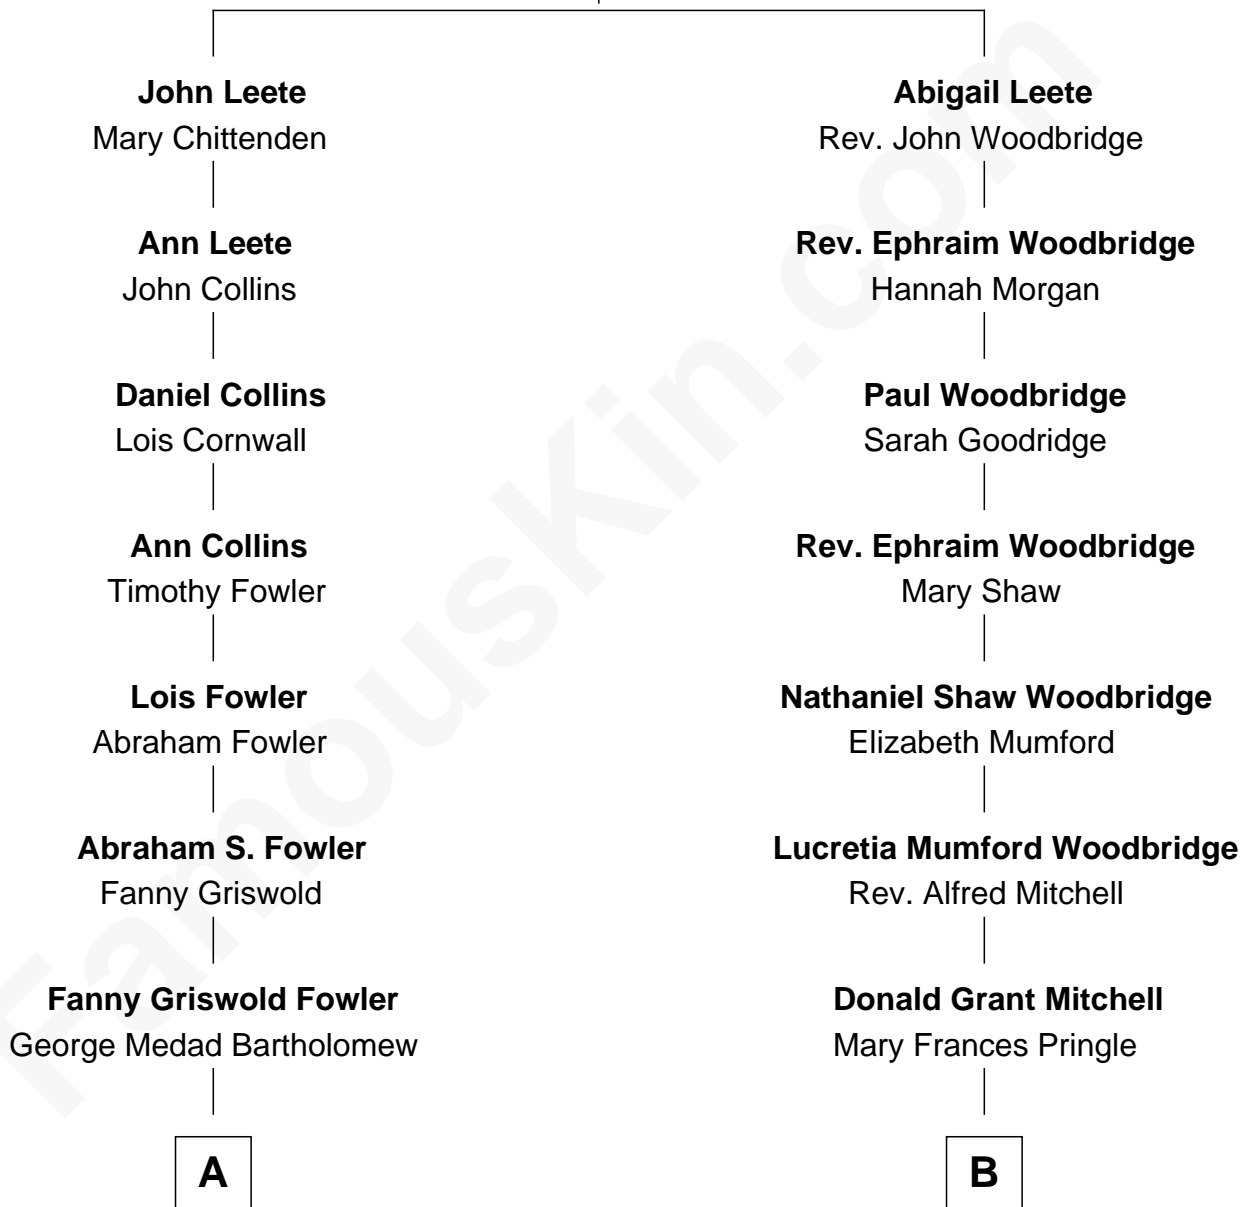 John Leete
Mary Chittenden
Ann Leete
John Collins
Daniel Collins
Lois Cornwall
Ann Collins
Timothy Fowler
Lois Fowler
Abraham Fowler
Abraham S. Fowler
Fanny Griswold
Fanny Griswold Fowler
George Medad Bartholomew
A
Abigail Leete
Rev. John Woodbridge
Rev. Ephraim Woodbridge
Hannah Morgan
Paul Woodbridge
Sarah Goodridge
Rev. Ephraim Woodbridge
Mary Shaw
Nathaniel Shaw Woodbridge
Elizabeth Mumford
Lucretia Mumford Woodbridge
Rev. Alfred Mitchell
Donald Grant Mitchell
Mary Frances Pringle
B
FamousKin.com